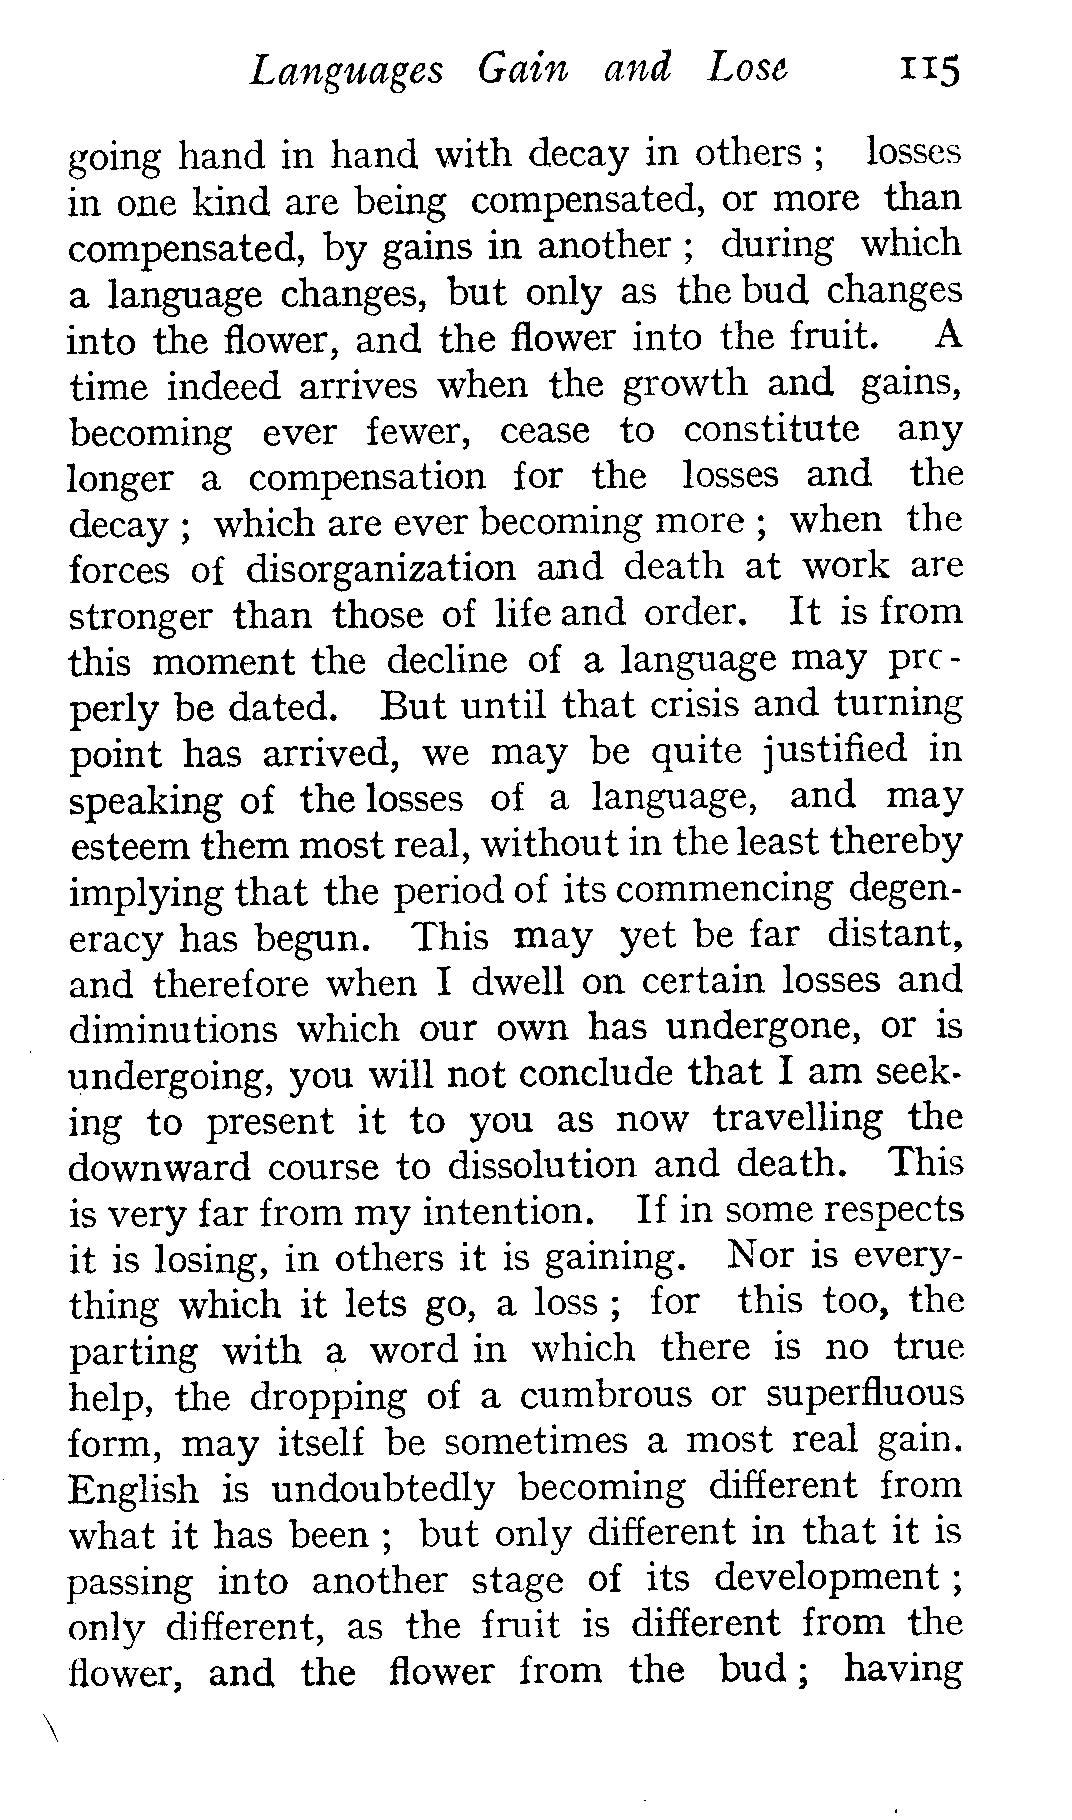 Languages Gain and Lose 115
going hand in hand with decay in others ; losses
in one kind are being compensated, or more than
compensated, by gains in another ; during which
a language changes, but only as the bud changes
into the flower, and the flower into the fruit. A
time indeed arrives when the growth and gains,
becoming ever fewer, cease to constitute any
longer a compensation for the losses and the
decay ; which are ever becoming more ; when the
forces of disorganization and death at work are
stronger than those of life and order. It is from
this moment the decline of a language may pro-
perly be dated. But until that crisis and turning
point has arrived, we may be quite justified in
speaking of the losses of a language, and may
esteem them most real, without in the least thereby
implying that the period of its commencing degen-
eracy has begun. This may yet be far distant,
and therefore when I dwell on certain losses and
diminutions which our own has undergone, or is
undergoing, you will not conclude that I am seek-
ing to present it to you as now travelling the
downward course to dissolution and death. This
is very far from my intention. If in some respects
it is losing, in others it is gaining. Nor is every-
thing which it lets go, a loss ; for this too, the
parting with a word in which there is no true
help, the dropping of a cumbrous or superfluous
form, may itself be sometimes a most real gain.
English is undoubtedly becoming different from
what it has been ; but only different in that it is
passing into another stage of its development ;
only different, as the fruit is different from the
flower, and the flower from the bud ; having